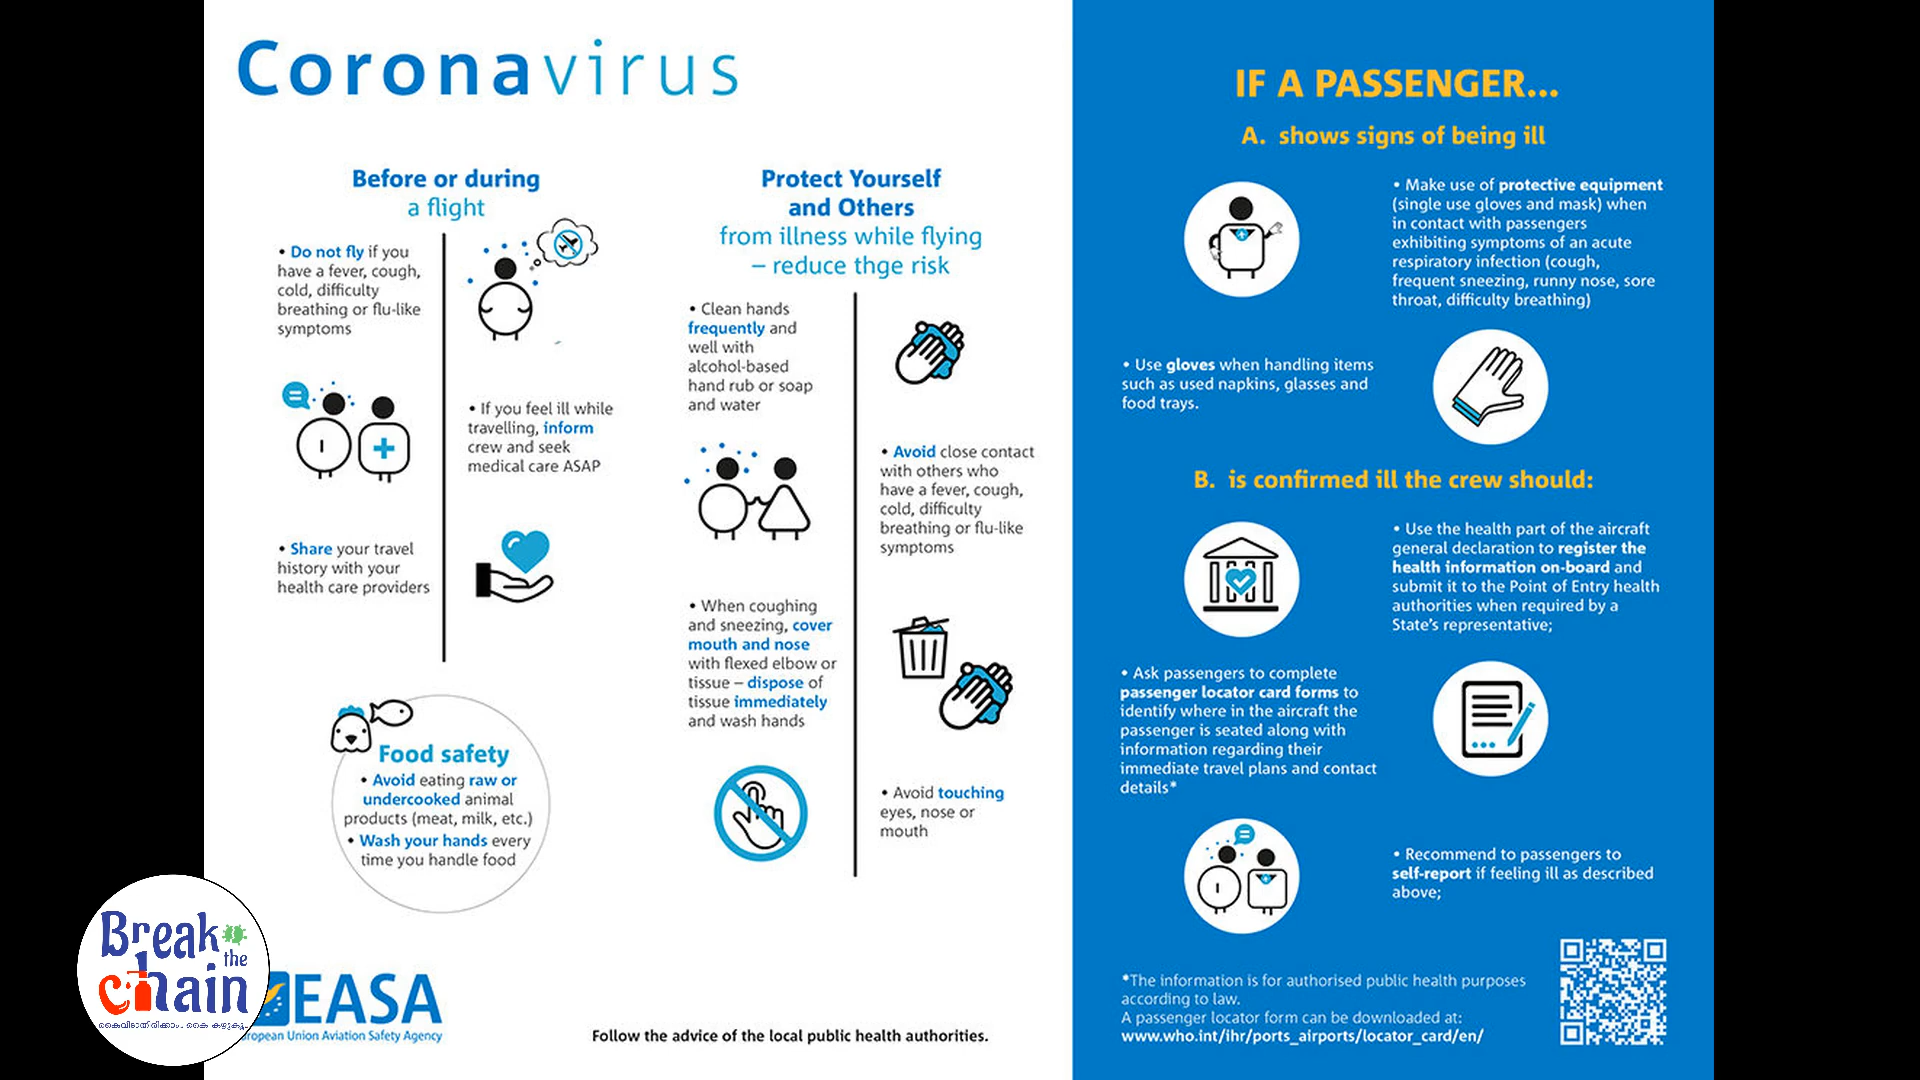 Coronavirus
Before or during
a flight
• Do not fly if you
have a fever, cough,
cold, difficulty
breathing or flu-like
symptoms
• If you feel ill while
travelling, inform
crew and seek
medical care ASAP
• Share your travel
history with your
health care providers
Food safety
• Avoid eating raw or
undercooked animal
products (meat, milk, etc.)
• Wash your hands every
time you handle food
Protect Yourself
and Others
from illness while flying
– reduce thge risk
• Clean hands
frequently and
well with
alcohol-based
hand rub or soap
and water
• Avoid close contact
with others who
have a fever, cough,
cold, difficulty
breathing or flu-like
symptoms
• When coughing
and sneezing, cover
mouth and nose
with flexed elbow or
tissue – dispose of
tissue immediately
and wash hands
• Avoid touching
eyes, nose or
mouth
Break
the
chain
കൈവിടാതിരിക്കാം.. കൈ കഴുകൂ..
EASA
ropean Union Aviation Safety Agency
Follow the advice of the local public health authorities.
IF A PASSENGER...
A. shows signs of being ill
• Make use of protective equipment
(single use gloves and mask) when
in contact with passengers
exhibiting symptoms of an acute
respiratory infection (cough,
frequent sneezing, runny nose, sore
throat, difficulty breathing)
• Use gloves when handling items
such as used napkins, glasses and
food trays.
B. is confirmed ill the crew should:
• Use the health part of the aircraft
general declaration to register the
health information on-board and
submit it to the Point of Entry health
authorities when required by a
State's representative;
• Ask passengers to complete
passenger locator card forms to
identify where in the aircraft the
passenger is seated along with
information regarding their
immediate travel plans and contact
details*
• Recommend to passengers to
self-report if feeling ill as described
above;
*The information is for authorised public health purposes
according to law.
A passenger locator form can be downloaded at:
www.who.int/ihr/ports_airports/locator_card/en/